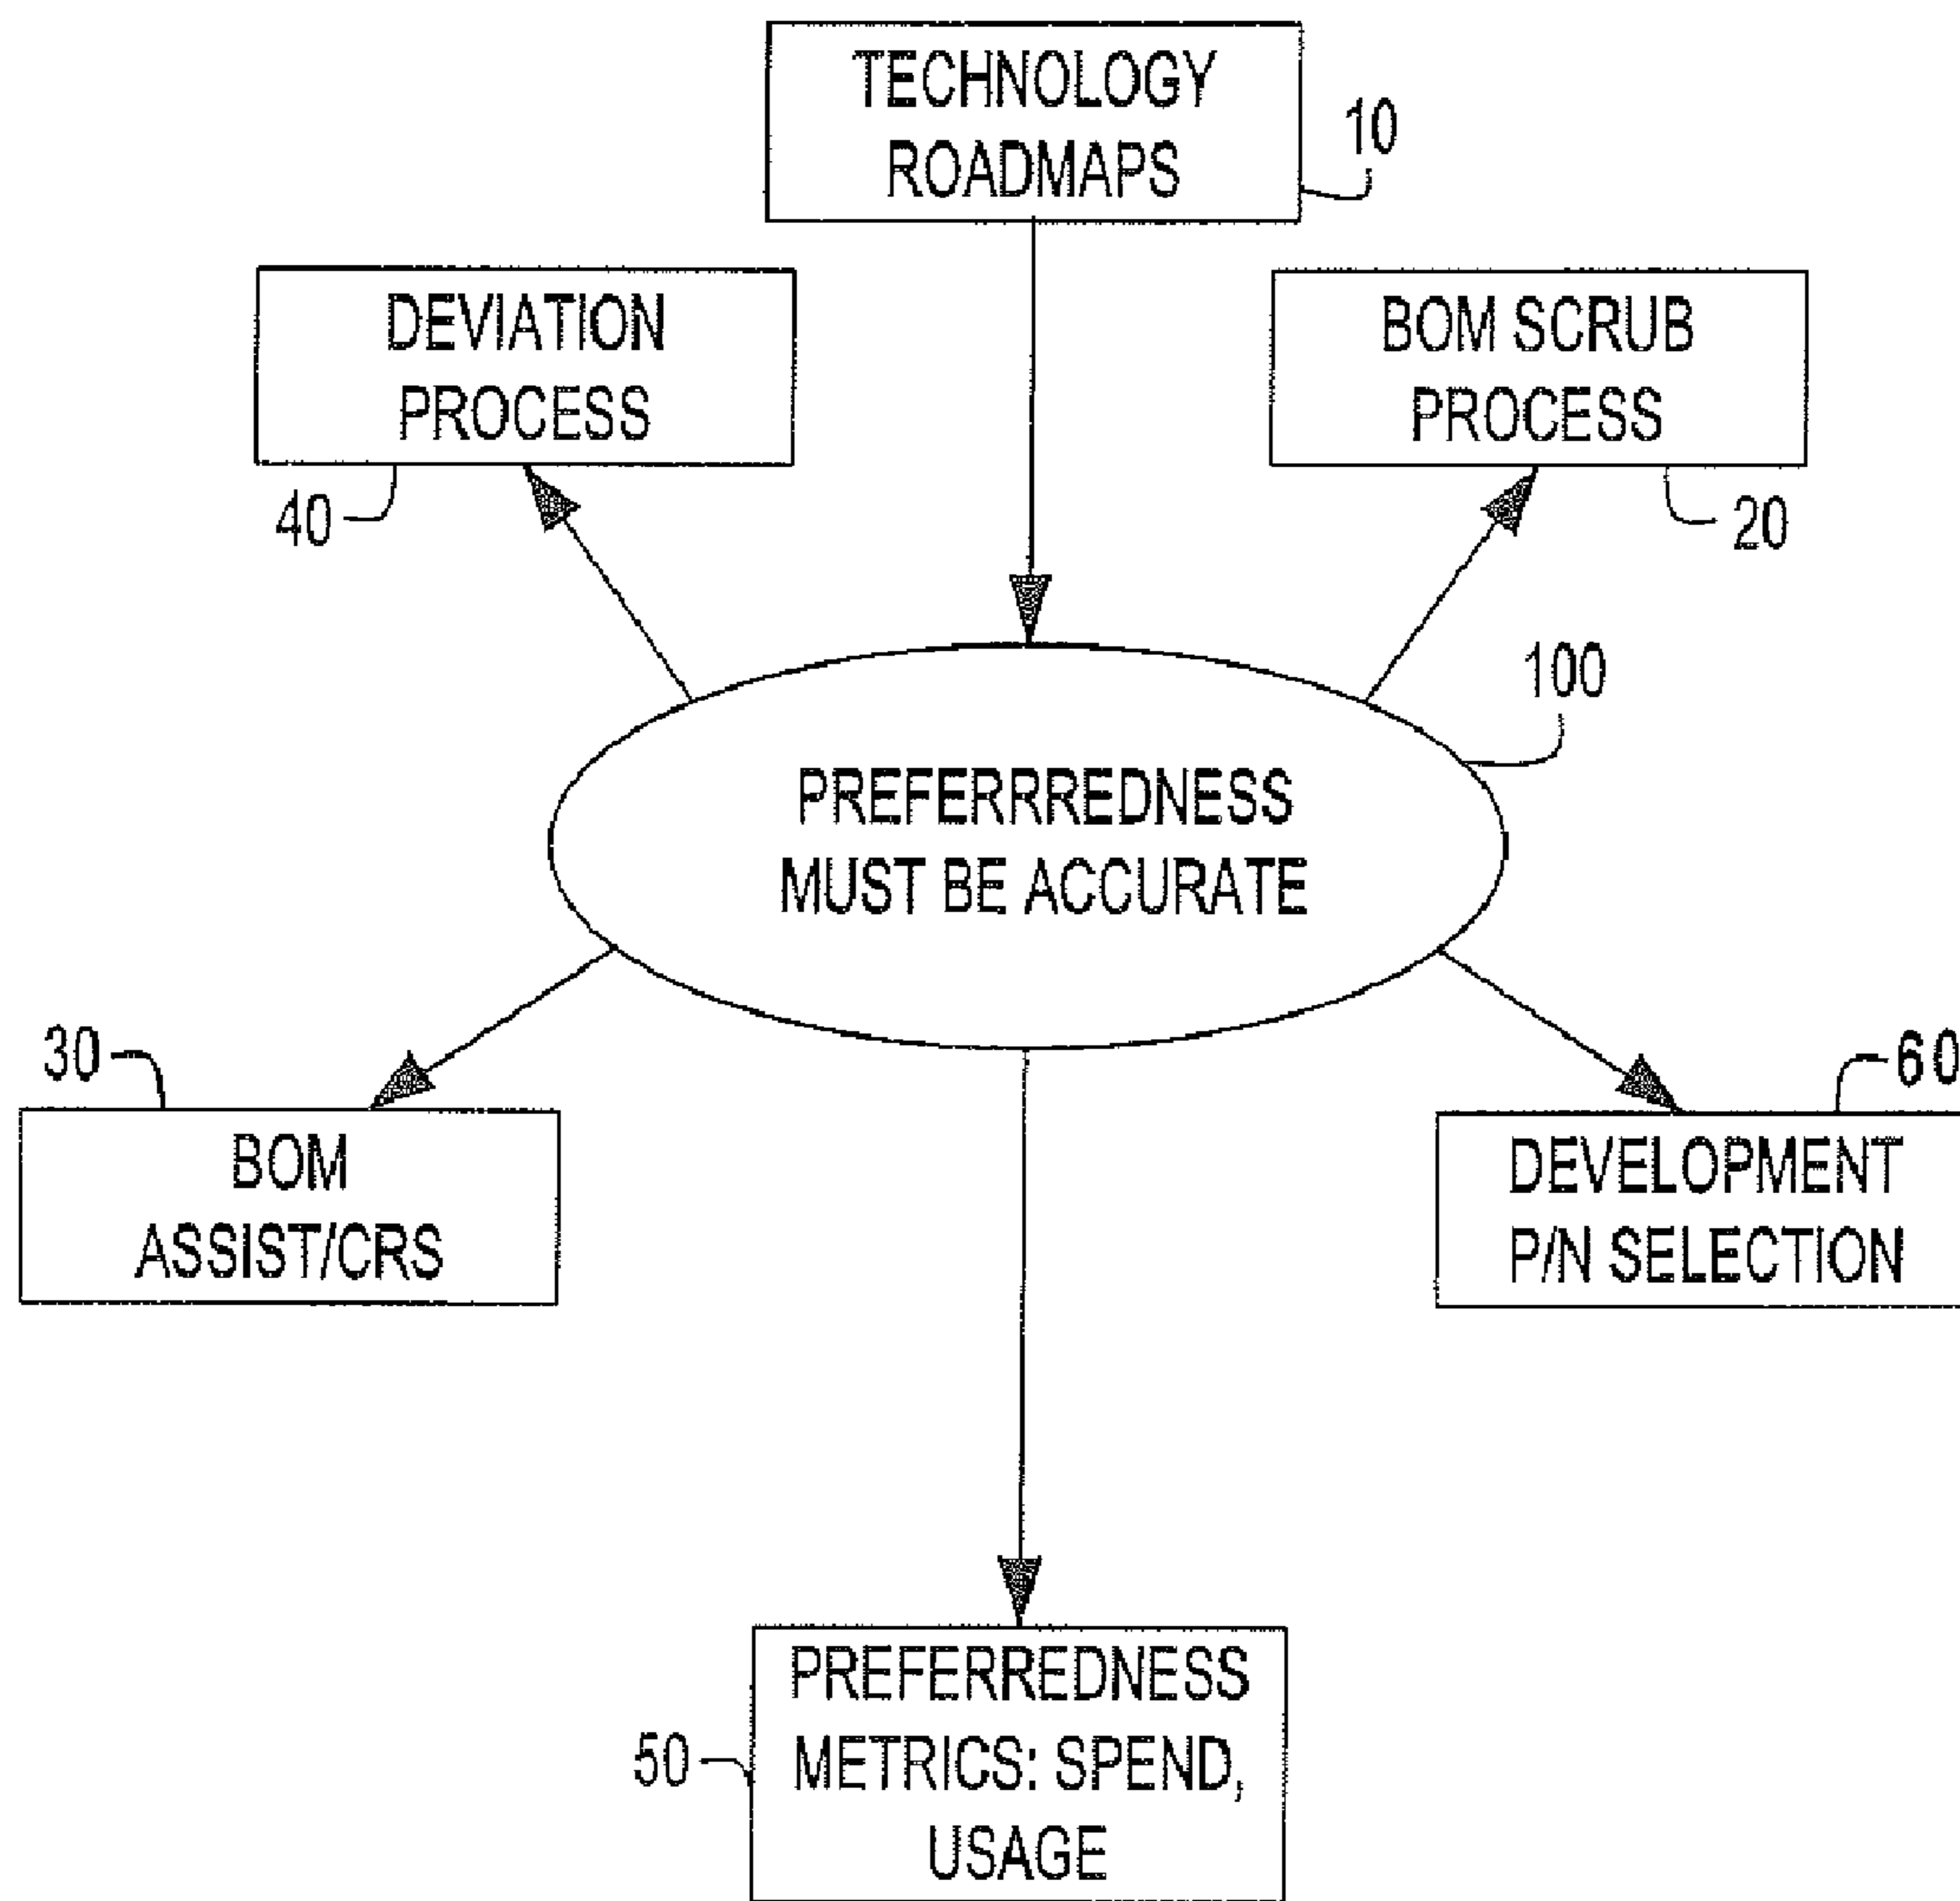 TECHNOLOGY
ROADMAPS
10
DEVIATION
PROCESS
40
BOM SCRUB
PROCESS
20
100
PREFERRREDNESS
MUST BE ACCURATE
30
BOM
ASSIST/CRS
60
DEVELOPMENT
P/N SELECTION
50
PREFERREDNESS
METRICS: SPEND,
USAGE